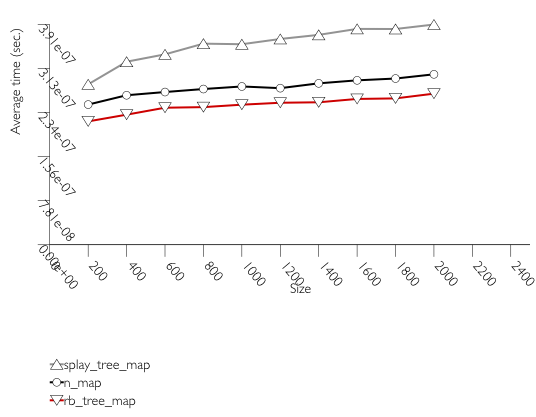 Average time (sec.)
3.91e-07
3.13e-07
2.34e-07
1.56e-07
7.81e-08
0.00e+00
0
200
400
600
800
1000
1200
1400
1600
1800
2000
2200
2400
Size
splay_tree_map
n_map
rb_tree_map